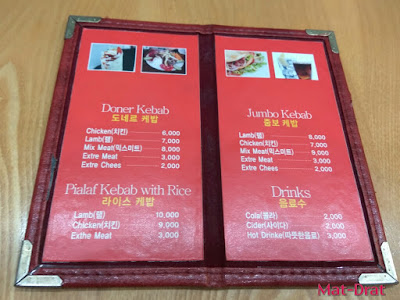 Doner Kebab
도네르 케밥
Chicken(치킨) 6,000
Lamb(램) 7,000
Mix Meat(믹스미트) 8,000
Extre Meat 3,000
Extre Chees 2,000
Pialaf Kebab with Rice
라이스 케밥
Lamb(램) 10,000
Chicken(치킨) 9,000
Exthe Meat 3,000
Jumbo Kebab
줌보 케밥
Lamb(램) 8,000
Chicken(치킨) 7,000
Mix Meat(믹스미트) 9,000
Extre Meat 3,000
Extre Chees 2,000
Drinks
음료수
Cola(콜라) 2,000
Cider(사이다) 2,000
Hot Drinke(따뜻한음료) 3,000
Mat-Drat